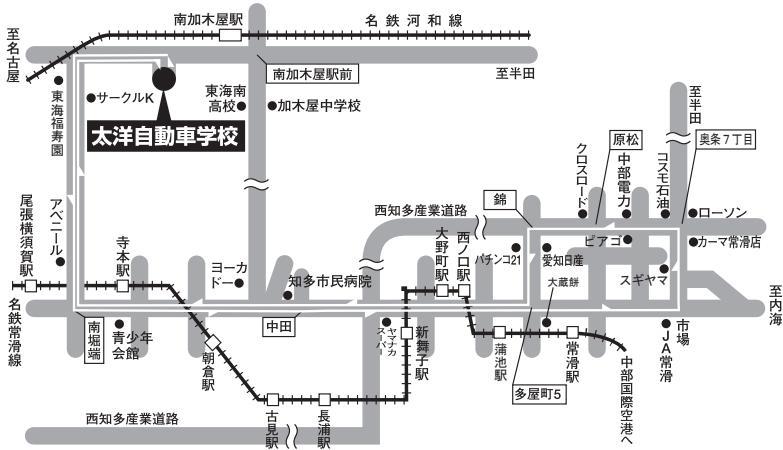 至名古屋
南加木屋駅
名鉄河和線
南加木屋駅前
至半田
東海福寿園
サークルK
東海南
高校
加木屋中学校
太洋自動車学校
至半田
原松
奥条7丁目
クロスロード
中部電力
コスモ石油
ローソン
カーマ常滑店
ピアゴ
スギヤマ
錦
西知多産業道路
大野町駅
西ノ口駅
パチンコ21
愛知日産
大蔵餅
尾張横須賀駅
アベニール
寺本駅
ヨーカ
ドー
知多市民病院
中田
名鉄常滑線
南堀端
青少年
会館
朝倉駅
ヤマナカ
スーパー
新舞子駅
蒲池駅
常滑駅
市場
JA常滑
至内海
中部国際空港へ
多屋町5
西知多産業道路
古見駅
長浦駅